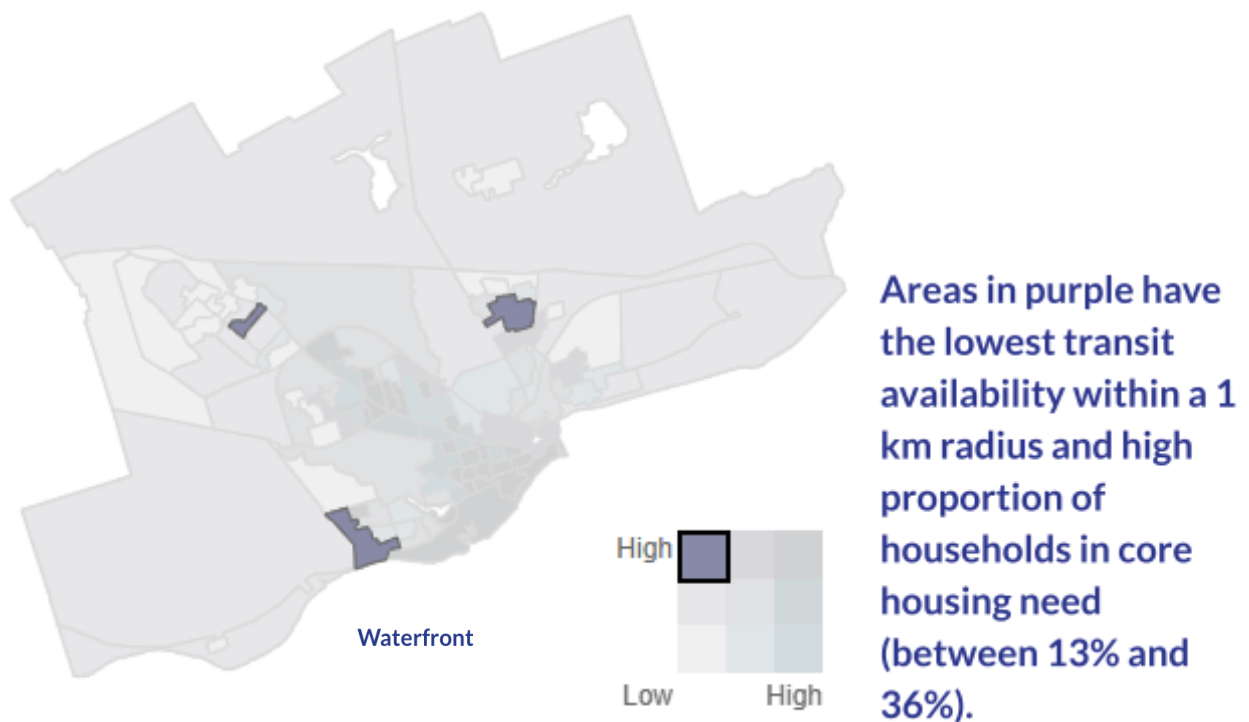 Areas in purple have
the lowest transit
availability within a 1
km radius and high
proportion of
households in core
housing need
(between 13% and
36%).
High
Waterfront
Low High